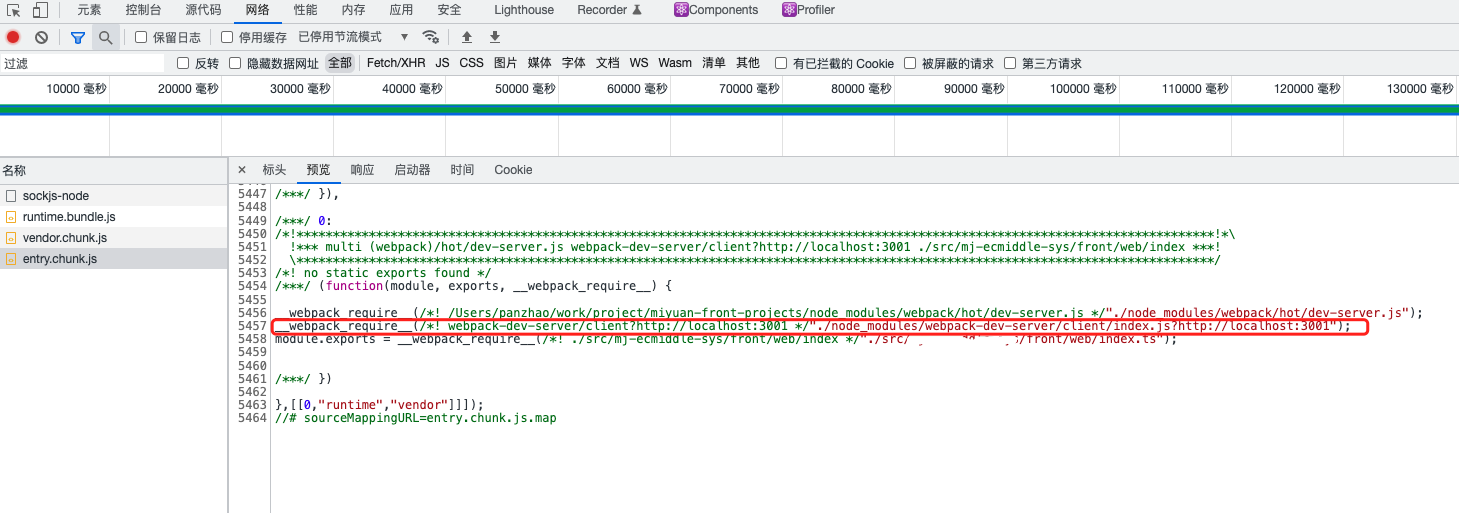 元素 控制台 源代码 网络 性能 内存 应用 安全 Lighthouse Recorder Components Profiler
保留日志 停用缓存 已停用节流模式
过滤 反转 隐藏数据网址 全部 Fetch/XHR JS CSS 图片 媒体 字体 文档 WS Wasm 清单 其他 有已拦截的 Cookie 被屏蔽的请求 第三方请求
10000 毫秒 20000 毫秒 30000 毫秒 40000 毫秒 50000 毫秒 60000 毫秒 70000 毫秒 80000 毫秒 90000 毫秒 100000 毫秒 110000 毫秒 120000 毫秒 130000 毫秒
名称
sockjs-node
runtime.bundle.js
vendor.chunk.js
entry.chunk.js
× 标头 预览 响应 启动器 时间 Cookie
5447 /***/ }),
5448
5449 /***/ 0:
5450 /*!*********************************************************************************************************************!*\
5451   !*** multi (webpack)/hot/dev-server.js webpack-dev-server/client?http://localhost:3001 ./src/mj-ecmiddle-sys/front/web/index ***!
5452   \*********************************************************************************************************************/
5453 /*! no static exports found */
5454 /***/ (function(module, exports, __webpack_require__) {
5455
5456 __webpack_require__(/*! /Users/panzhao/work/project/miyuan-front-projects/node_modules/webpack/hot/dev-server.js */"./node_modules/webpack/hot/dev-server.js");
5457 __webpack_require__(/*! webpack-dev-server/client?http://localhost:3001 */"./node_modules/webpack-dev-server/client/index.js?http://localhost:3001");
5458 module.exports = __webpack_require__(/*! ./src/mj-ecmiddle-sys/front/web/index */"./src/ /front/web/index.ts");
5459
5460
5461 /***/ })
5462
5463 },[[0,"runtime","vendor"]]]);
5464 //# sourceMappingURL=entry.chunk.js.map